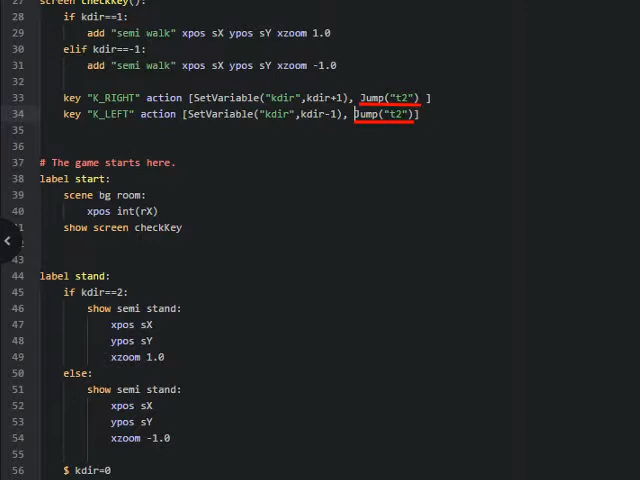 27 screen checkKey():
28 if kdir==1:
29 add "semi walk" xpos sX ypos sY xzoom 1.0
30 elif kdir==-1:
31 add "semi walk" xpos sX ypos sY xzoom -1.0
32
33 key "K_RIGHT" action [SetVariable("kdir",kdir+1), Jump("t2") ]
34 key "K_LEFT" action [SetVariable("kdir",kdir-1), Jump("t2")]
35
36
37 # The game starts here.
38 label start:
39 scene bg room:
40 xpos int(rX)
41 show screen checkKey
42
43
44 label stand:
45 if kdir==2:
46 show semi stand:
47 xpos sX
48 ypos sY
49 xzoom 1.0
50 else:
51 show semi stand:
52 xpos sX
53 ypos sY
54 xzoom -1.0
55
56 $ kdir=0